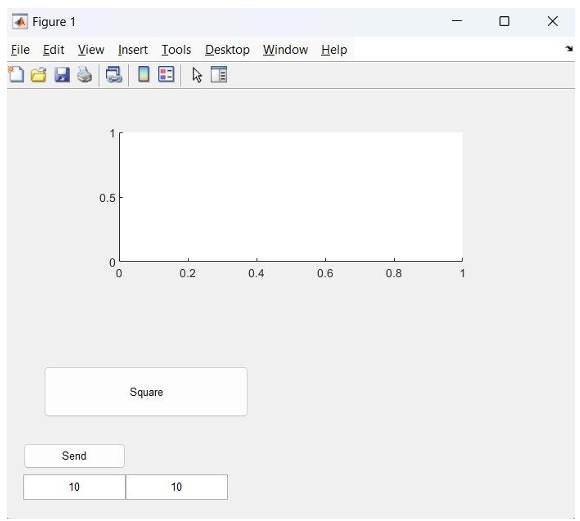 Figure 1
File Edit View Insert Tools Desktop Window Help
1
0.5
0
0 0.2 0.4 0.6 0.8 1
Square
Send
10 10